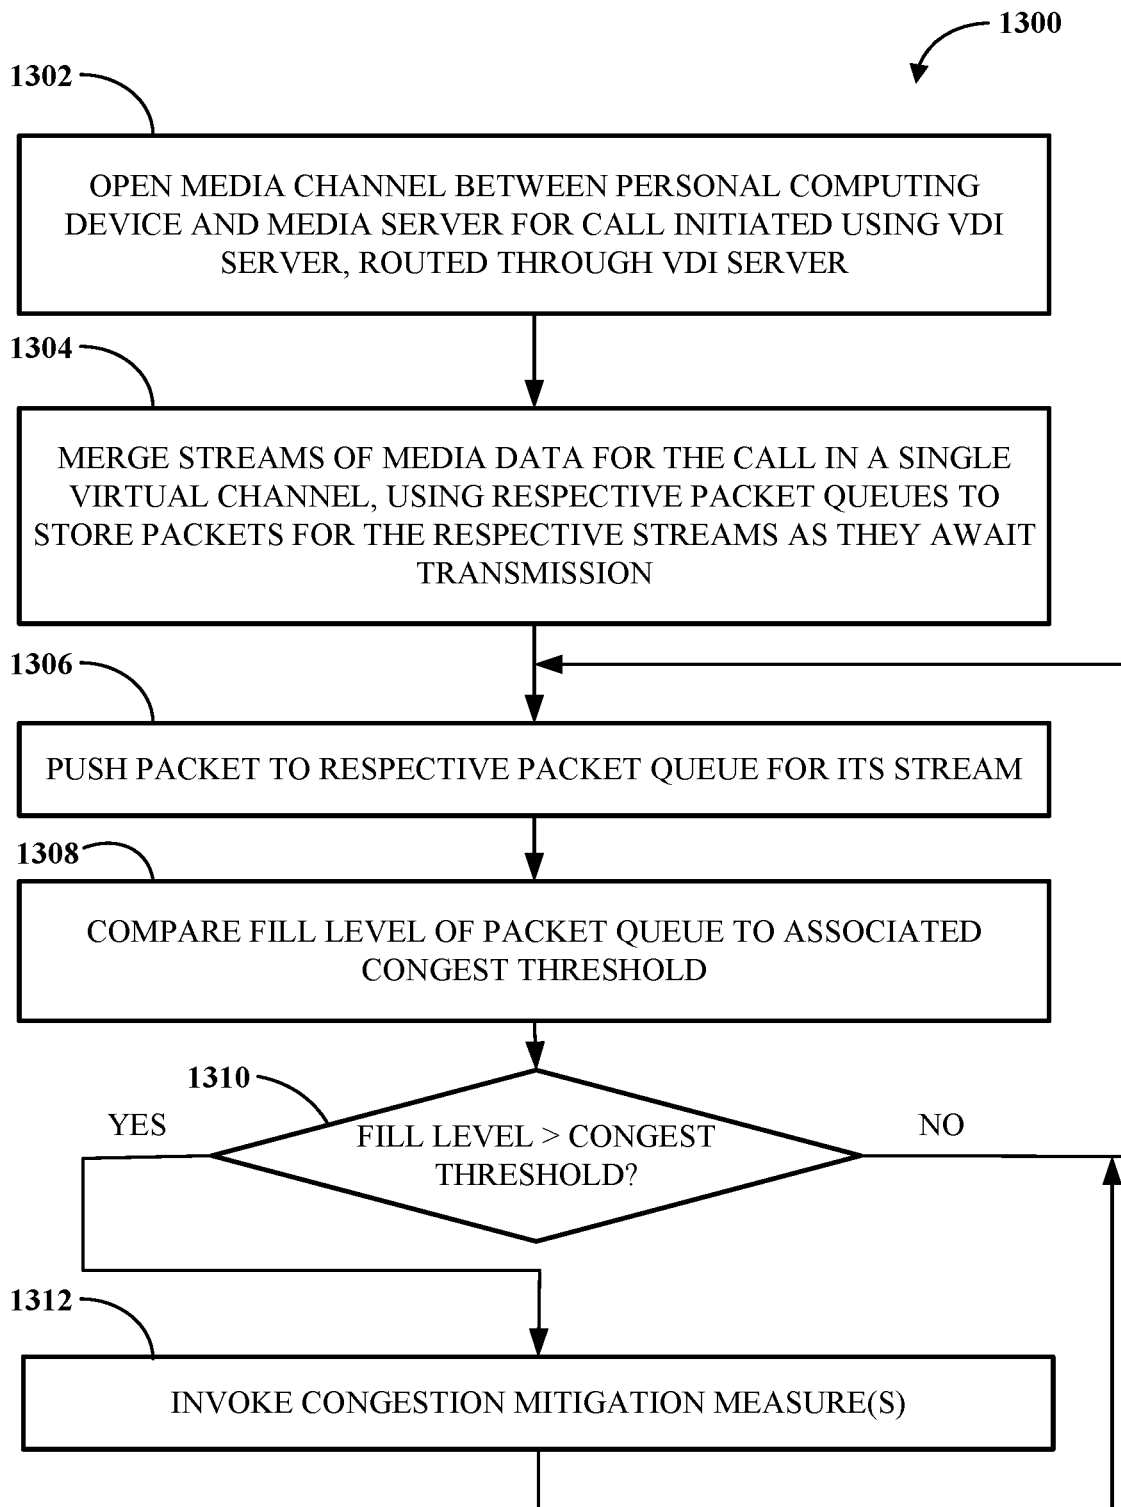 1300
1302
OPEN MEDIA CHANNEL BETWEEN PERSONAL COMPUTING
DEVICE AND MEDIA SERVER FOR CALL INITIATED USING VDI
SERVER, ROUTED THROUGH VDI SERVER
1304
MERGE STREAMS OF MEDIA DATA FOR THE CALL IN A SINGLE
VIRTUAL CHANNEL, USING RESPECTIVE PACKET QUEUES TO
STORE PACKETS FOR THE RESPECTIVE STREAMS AS THEY AWAIT
TRANSMISSION
1306
PUSH PACKET TO RESPECTIVE PACKET QUEUE FOR ITS STREAM
1308
COMPARE FILL LEVEL OF PACKET QUEUE TO ASSOCIATED
CONGEST THRESHOLD
1310
YES
FILL LEVEL > CONGEST
THRESHOLD?
NO
1312
INVOKE CONGESTION MITIGATION MEASURE(S)